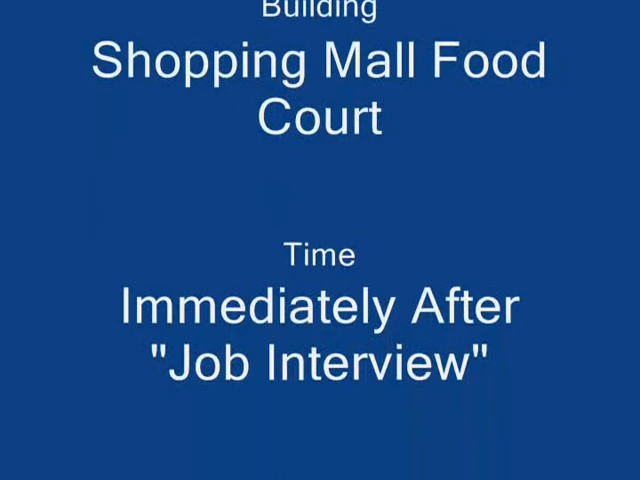 Building
Shopping Mall Food
Court
Time
Immediately After
"Job Interview"